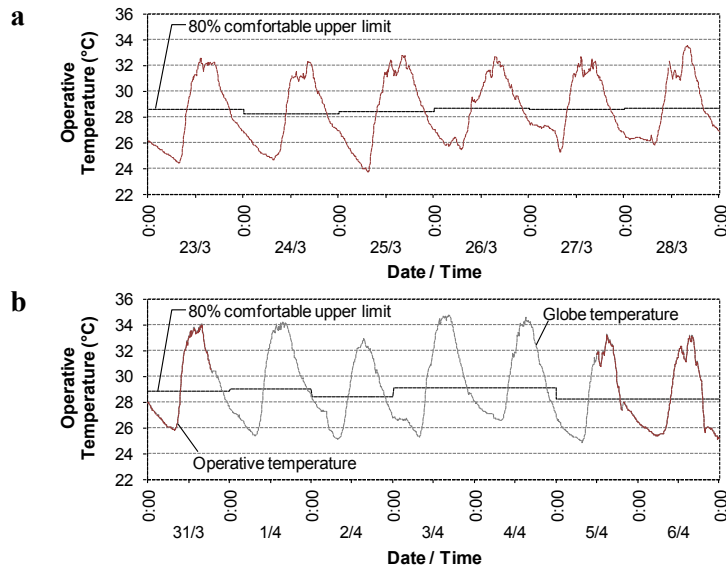 a
80% comfortable upper limit
Operative
Temperature (°C)
36
34
32
30
28
26
24
22
0:00 0:00 0:00 0:00 0:00 0:00 0:00
23/3 24/3 25/3 26/3 27/3 28/3
Date / Time
b
80% comfortable upper limit
Globe temperature
Operative temperature
Operative
Temperature (°C)
36
34
32
30
28
26
24
22
0:00 0:00 0:00 0:00 0:00 0:00 0:00 0:00
31/3 1/4 2/4 3/4 4/4 5/4 6/4
Date / Time